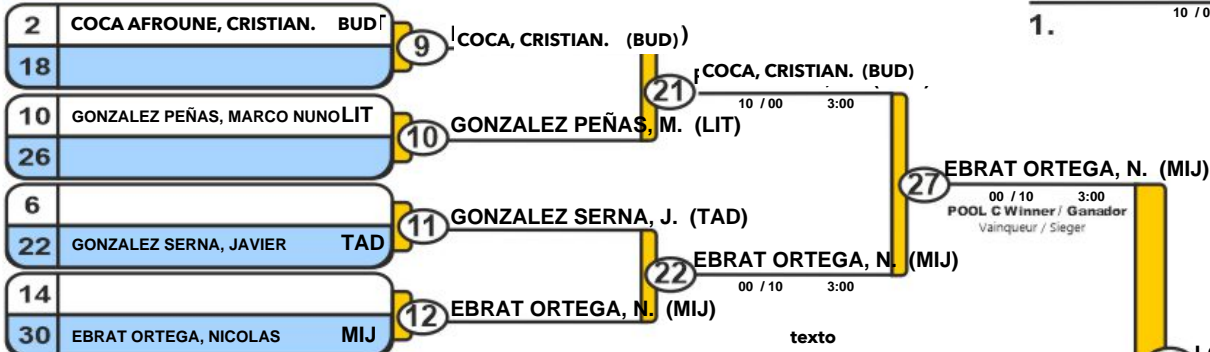 2 COCA AFROUNE, CRISTIAN. BUD
18
9 COCA, CRISTIAN. (BUD)
10 GONZALEZ PEÑAS, MARCO NUNO LIT
26
10 GONZALEZ PEÑAS, M. (LIT)
21 COCA, CRISTIAN. (BUD)
10 / 00 3:00
6
22 GONZALEZ SERNA, JAVIER TAD
11 GONZALEZ SERNA, J. (TAD)
14
30 EBRAT ORTEGA, NICOLAS MIJ
12 EBRAT ORTEGA, N. (MIJ)
22 EBRAT ORTEGA, N. (MIJ)
00 / 10 3:00
27 EBRAT ORTEGA, N. (MIJ)
00 / 10 3:00
POOL C Winner / Ganador
Vainqueur / Sieger
texto
1.
10 / 0